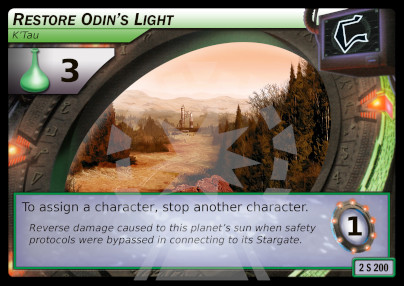 RESTORE ODIN'S LIGHT
K'Tau
3
To assign a character, stop another character.
Reverse damage caused to this planet's sun when safety
protocols were bypassed in connecting to its Stargate.
1
2 S 200